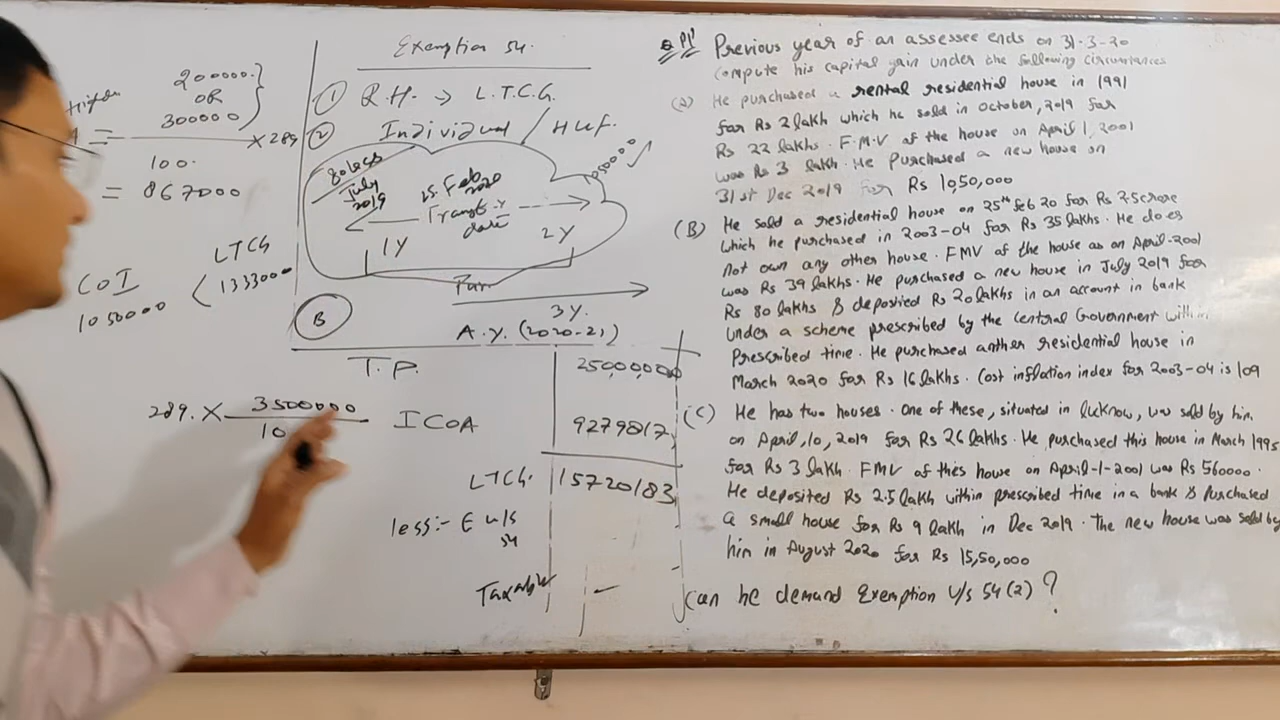 200000.
OR
300000
= ――― × 289
100.
= 867000
LTCG
133300
COI
1050000
Exemption 54.
① R.H. → L.T.C.G.
② Individual / HUF.
80 lacs
July
2019
15. Feb
2020
Transfer
date
1050000 ✓
1Y 2Y
3Y.
B
A.Y. (2020-21)
T.P. 25000000
289. × 3500000
10
ICOA 9279817
LTCG. 15720183
less:- E u/s
54
Taxable –
P1 Previous year of an assessee ends on 31.3-20
compute his capital gain under the following circumstances
(A) He purchased a rental residential house in 1991
for Rs 2 lakh which he sold in october, 2019 for
Rs 22 lakhs. F.M.V of the house on April 1, 2001
was Rs 3 lakh. He purchased a new house on
31st Dec 2019 for Rs 1050,000
(B) He sold a residential house on 25th feb 20 for Rs 2.5 crore
which he purchased in 2003-04 for Rs 35 lakhs. He does
not own any other house. FMV of the house as on April-2001
was Rs 39 lakhs. He purchased a new house in July 2019 for
Rs 80 lakhs & depostied Rs 20 lakhs in an account in bank
under a scheme prescribed by the Central Government within
Prescribed time. He purchased anther residential house in
March 2020 for Rs 16 lakhs. Cost inflation index for 2003-04 is 109
(C) He has two houses. One of these, situated in lucknow, was sold by him
on April, 10, 2019 for Rs 26 lakhs. He purchased this house in March 1995
for Rs 3 lakh. FMV of this house on April-1-2001 was Rs 560000.
He deposited Rs 2.5 lakh within prescribed time in a bank & purchased
a small house for Rs 9 lakh in Dec 2019. The new house was sold by
him in August 2020 for Rs 15,50,000
Can he demand Exemption u/s 54(2)?